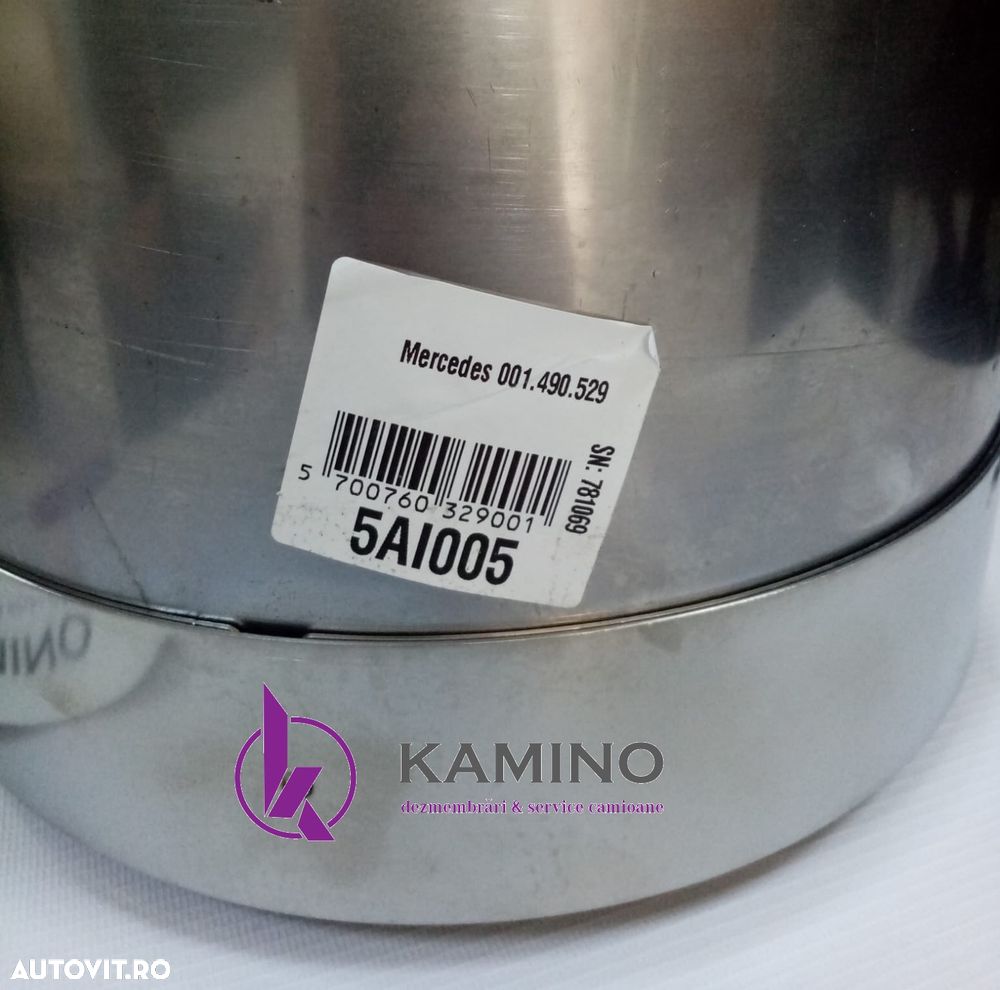 Mercedes 001.490.529
SN: 781069
5 700760 329001
5AI005
KAMINO
dezmembrări & service camioane
AUTOVIT.RO